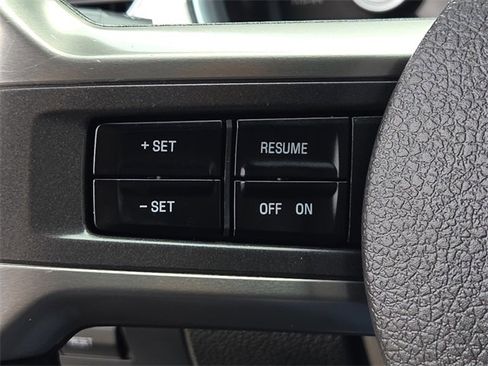 + SET RESUME
- SET OFF ON